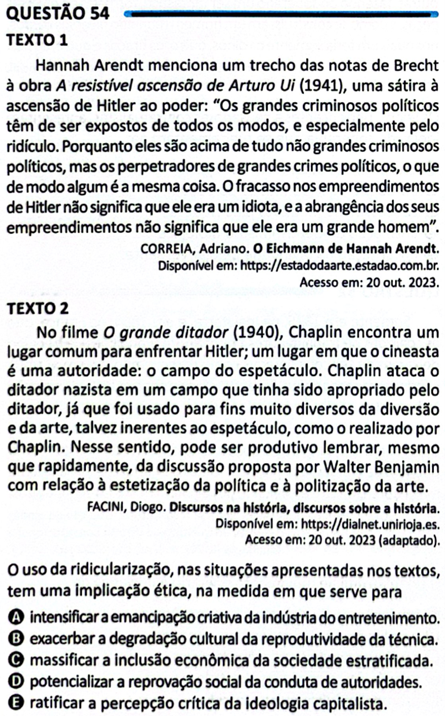 QUESTÃO 54
TEXTO 1
Hannah Arendt menciona um trecho das notas de Brecht
à obra A resistível ascensão de Arturo Ui (1941), uma sátira à
ascensão de Hitler ao poder: “Os grandes criminosos políticos
têm de ser expostos de todos os modos, e especialmente pelo
ridículo. Porquanto eles são acima de tudo não grandes criminosos
políticos, mas os perpetradores de grandes crimes políticos, o que
de modo algum é a mesma coisa. O fracasso nos empreendimentos
de Hitler não significa que ele era um idiota, e a abrangência dos seus
empreendimentos não significa que ele era um grande homem”.
CORREIA, Adriano. O Eichmann de Hannah Arendt.
Disponível em: https://estadodaarte.estadao.com.br.
Acesso em: 20 out. 2023.
TEXTO 2
No filme O grande ditador (1940), Chaplin encontra um
lugar comum para enfrentar Hitler; um lugar em que o cineasta
é uma autoridade: o campo do espetáculo. Chaplin ataca o
ditador nazista em um campo que tinha sido apropriado pelo
ditador, já que foi usado para fins muito diversos da diversão
e da arte, talvez inerentes ao espetáculo, como o realizado por
Chaplin. Nesse sentido, pode ser produtivo lembrar, mesmo
que rapidamente, da discussão proposta por Walter Benjamin
com relação à estetização da política e à politização da arte.
FACINI, Diogo. Discursos na história, discursos sobre a história.
Disponível em: https://dialnet.unirioja.es.
Acesso em: 20 out. 2023 (adaptado).
O uso da ridicularização, nas situações apresentadas nos textos,
tem uma implicação ética, na medida em que serve para
A intensificar a emancipação criativa da indústria do entretenimento.
B exacerbar a degradação cultural da reprodutividade da técnica.
C massificar a inclusão econômica da sociedade estratificada.
D potencializar a reprovação social da conduta de autoridades.
E ratificar a percepção crítica da ideologia capitalista.